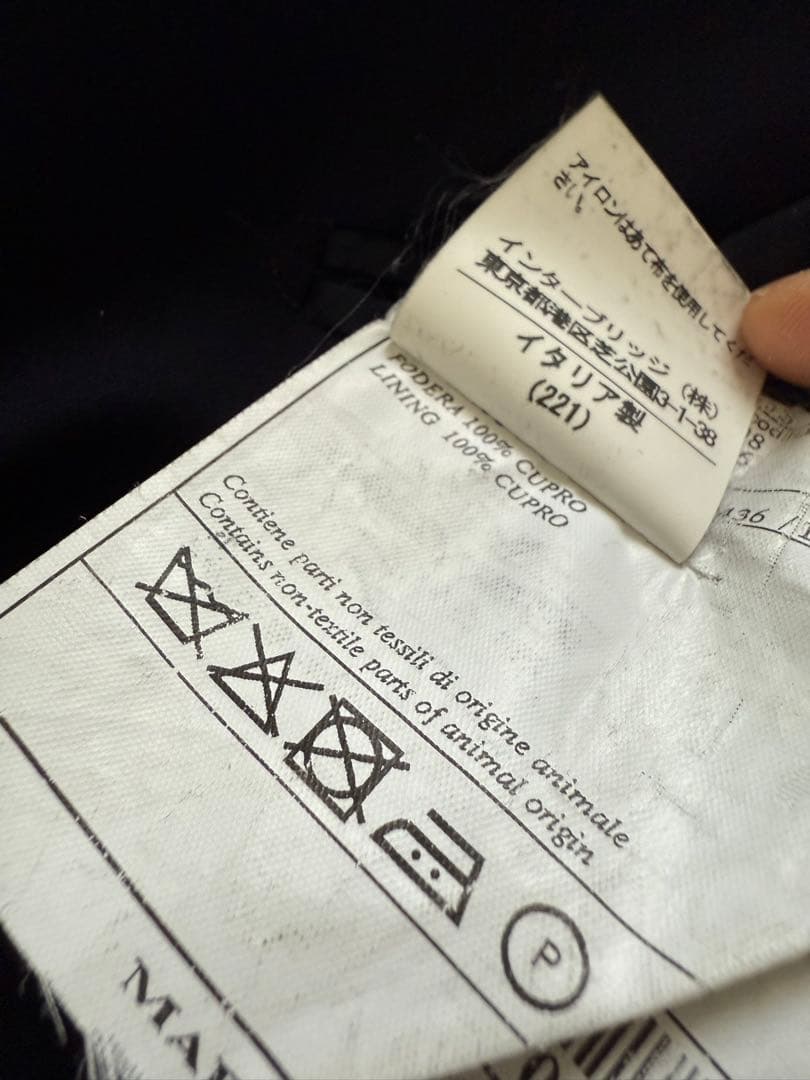 アイロンはあて布を使用してくだ
さい。
インターブリッジ (株)
東京都港区芝公園3-1-38
イタリア製
(221)
FODERA 100% CUPRO
LINING 100% CUPRO
136
Contiene parti non tessili di origine animale
Contains non-textile parts of animal origin
P